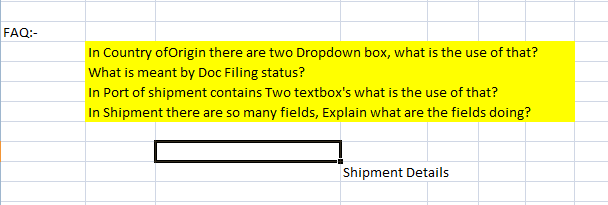 FAQ:-
In Country ofOrigin there are two Dropdown box, what is the use of that?
What is meant by Doc Filing status?
In Port of shipment contains Two textbox's what is the use of that?
In Shipment there are so many fields, Explain what are the fields doing?
Shipment Details